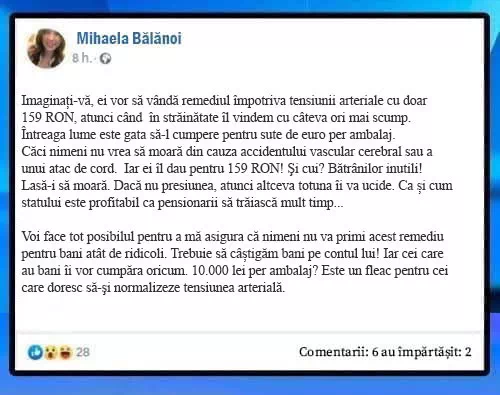 Mihaela Bălănoi
8 h.
Imaginați-vă, ei vor să vândă remediul împotriva tensiunii arteriale cu doar
159 RON, atunci când în străinătate îl vindem cu câteva ori mai scump.
Întreaga lume este gata să-l cumpere pentru sute de euro per ambalaj.
Căci nimeni nu vrea să moară din cauza accidentului vascular cerebral sau a
unui atac de cord. Iar ei îl dau pentru 159 RON! Și cui? Bătrânilor inutili!
Lasă-i să moară. Dacă nu presiunea, atunci altceva totuna îi va ucide. Ca și cum
statului este profitabil ca pensionarii să trăiască mult timp...
Voi face tot posibilul pentru a mă asigura că nimeni nu va primi acest remediu
pentru bani atât de ridicoli. Trebuie să câștigăm bani pe contul lui! Iar cei care
au bani îi vor cumpăra oricum. 10.000 lei per ambalaj? Este un fleac pentru cei
care doresc să-și normalizeze tensiunea arterială.
28
Comentarii: 6 au împărtășit: 2